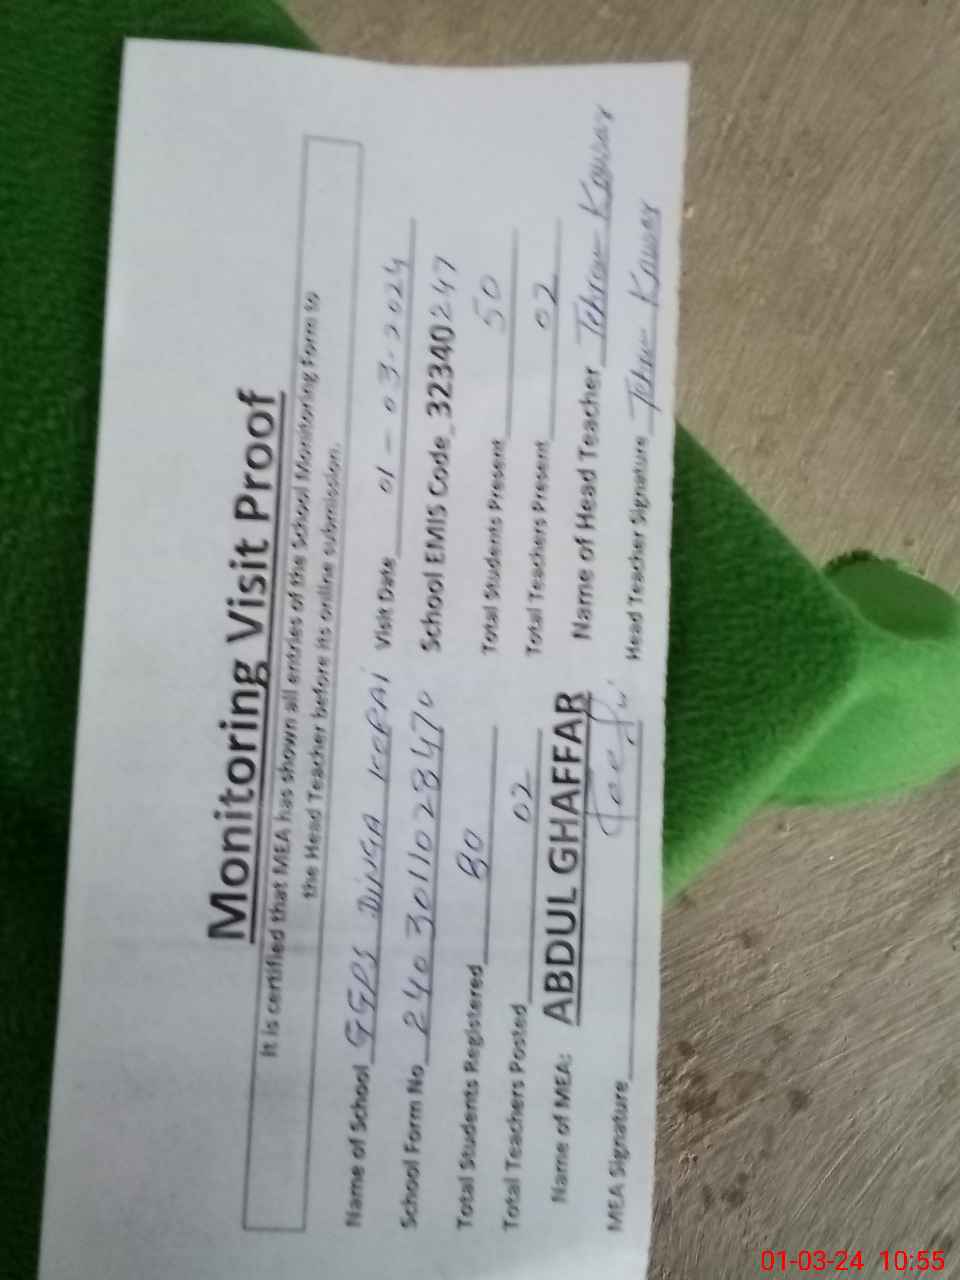 Monitoring Visit Proof
It is certified that MEA has shown all entries of the School Monitoring Form to
the Head Teacher before its online submission.
Name of School GGPS DINGA KORAI Visit Date 01-03-2024
School Form No 240301102847 School EMIS Code 32340247
Total Students Registered 80 Total Students Present 50
Total Teachers Posted 02 Total Teachers Present 02
Name of MEA: ABDUL GHAFFAR Name of Head Teacher Kousar
MEA Signature Head Teacher Signature Kousar
01-03-24 10:55